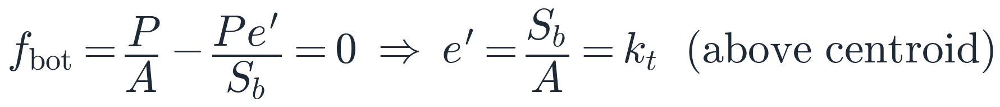 f_bot = P/A − Pe′/S_b = 0 ⇒ e′ = S_b/A = k_t (above centroid)